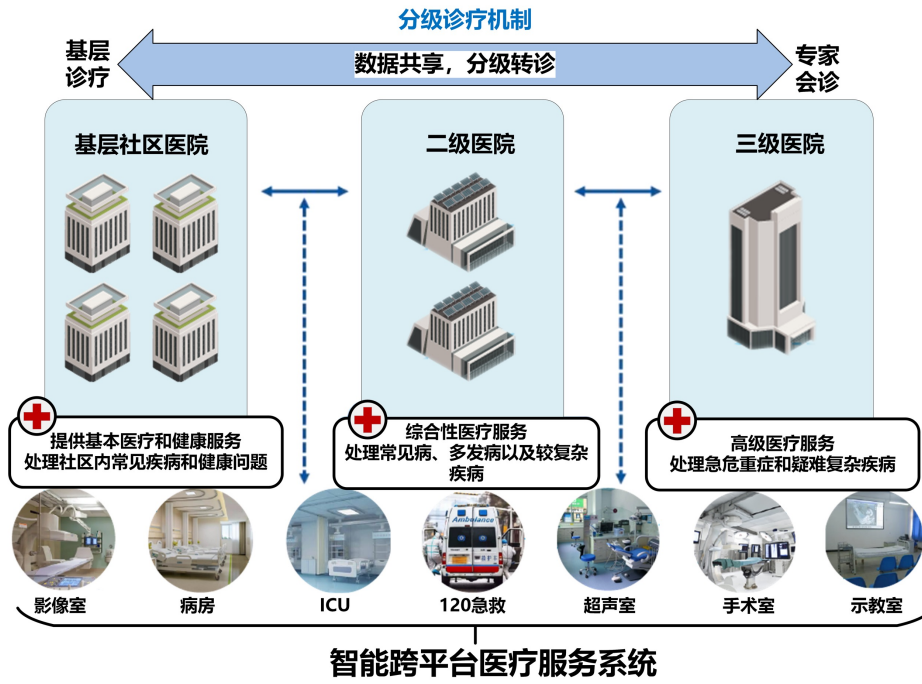 分级诊疗机制
基层
诊疗
数据共享，分级转诊
专家
会诊
基层社区医院
二级医院
三级医院
提供基本医疗和健康服务
处理社区内常见疾病和健康问题
综合性医疗服务
处理常见病、多发病以及较复杂
疾病
高级医疗服务
处理急危重症和疑难复杂疾病
Ambulance
影像室
病房
ICU
120急救
超声室
手术室
示教室
智能跨平台医疗服务系统